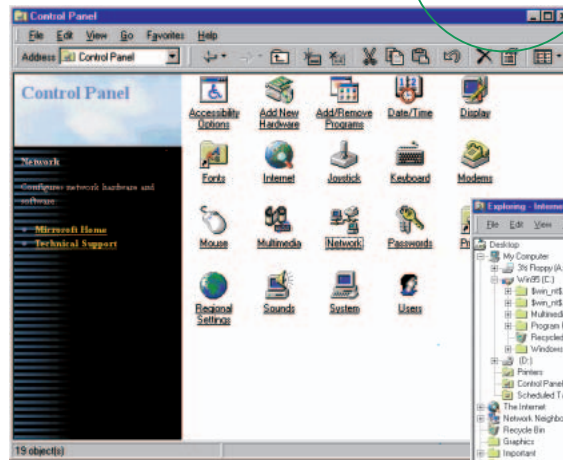 Control Panel
File Edit View Go Favorites Help
Address Control Panel
Control Panel
Network
Configures network hardware and
software
Microsoft Home
Technical Support
Accessibility
Options
Add New
Hardware
Add/Remove
Programs
Date/Time
Display
Fonts
Internet
Joystick
Keyboard
Modems
Mouse
Multimedia
Network
Passwords
Regional
Settings
Sounds
System
Users
19 object(s)
Exploring - Interne
File Edit View
Desktop
My Computer
3½ Floppy (A
Win95 (C:)
$win_nt$
$win_nt$
Multimedi
Program
Recycled
Windows
(D:)
Printers
Control Panel
Scheduled T
The Internet
Network Neighbo
Recycle Bin
Graphics
Important